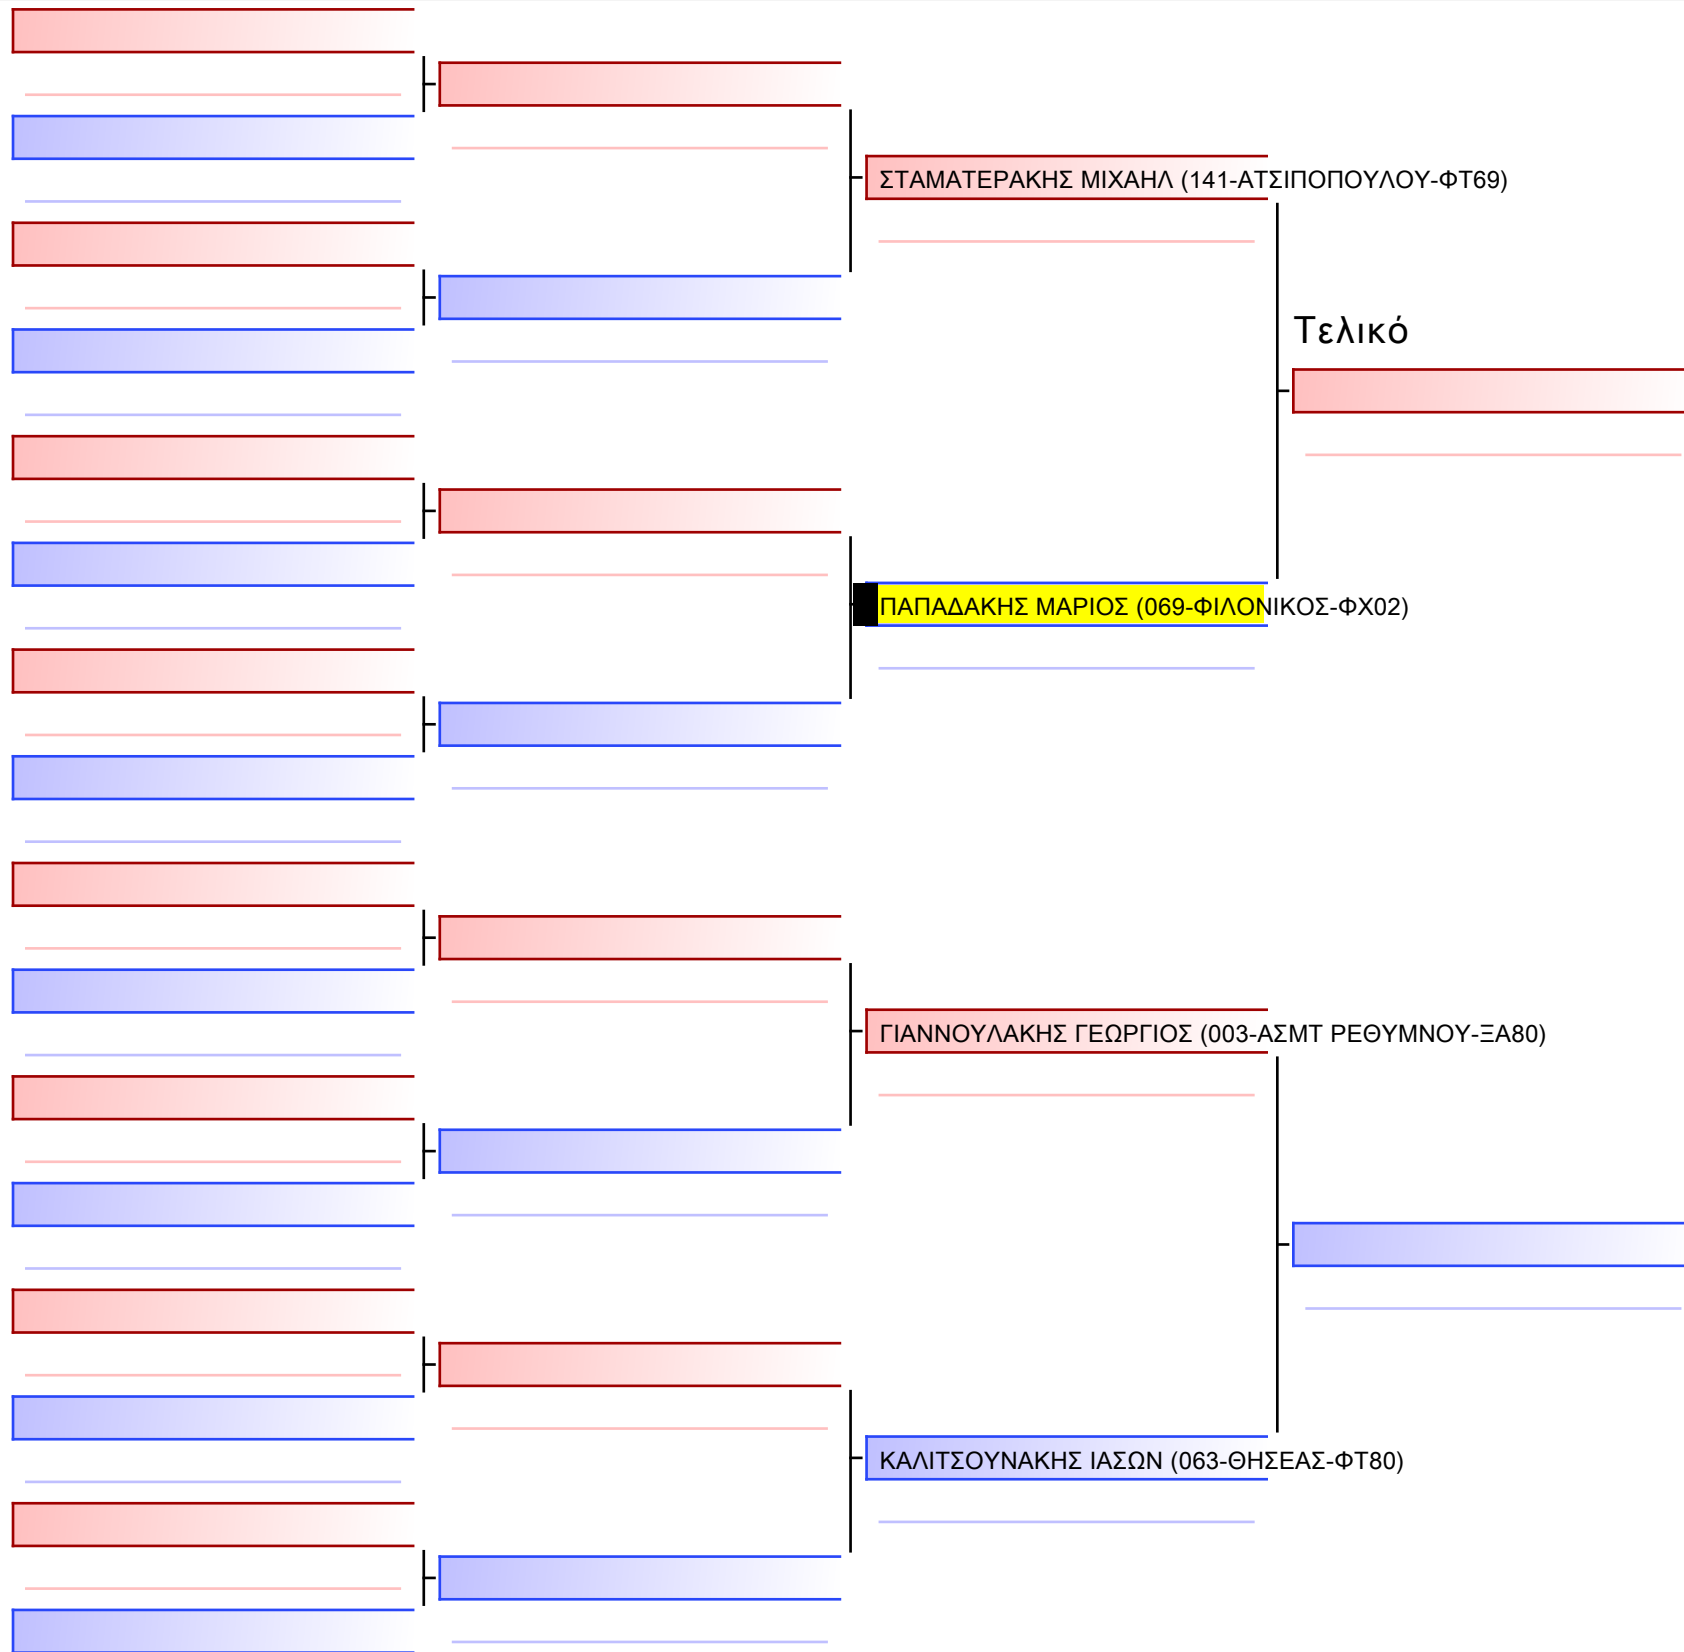 ΣΤΑΜΑΤΕΡΑΚΗΣ ΜΙΧΑΗΛ (141-ΑΤΣΙΠΟΠΟΥΛΟΥ-ΦΤ69)
Τελικό
ΠΑΠΑΔΑΚΗΣ ΜΑΡΙΟΣ (069-ΦΙΛΟΝΙΚΟΣ-ΦΧ02)
ΓΙΑΝΝΟΥΛΑΚΗΣ ΓΕΩΡΓΙΟΣ (003-ΑΣΜΤ ΡΕΘΥΜΝΟΥ-ΞΑ80)
ΚΑΛΙΤΣΟΥΝΑΚΗΣ ΙΑΣΩΝ (063-ΘΗΣΕΑΣ-ΦΤ80)